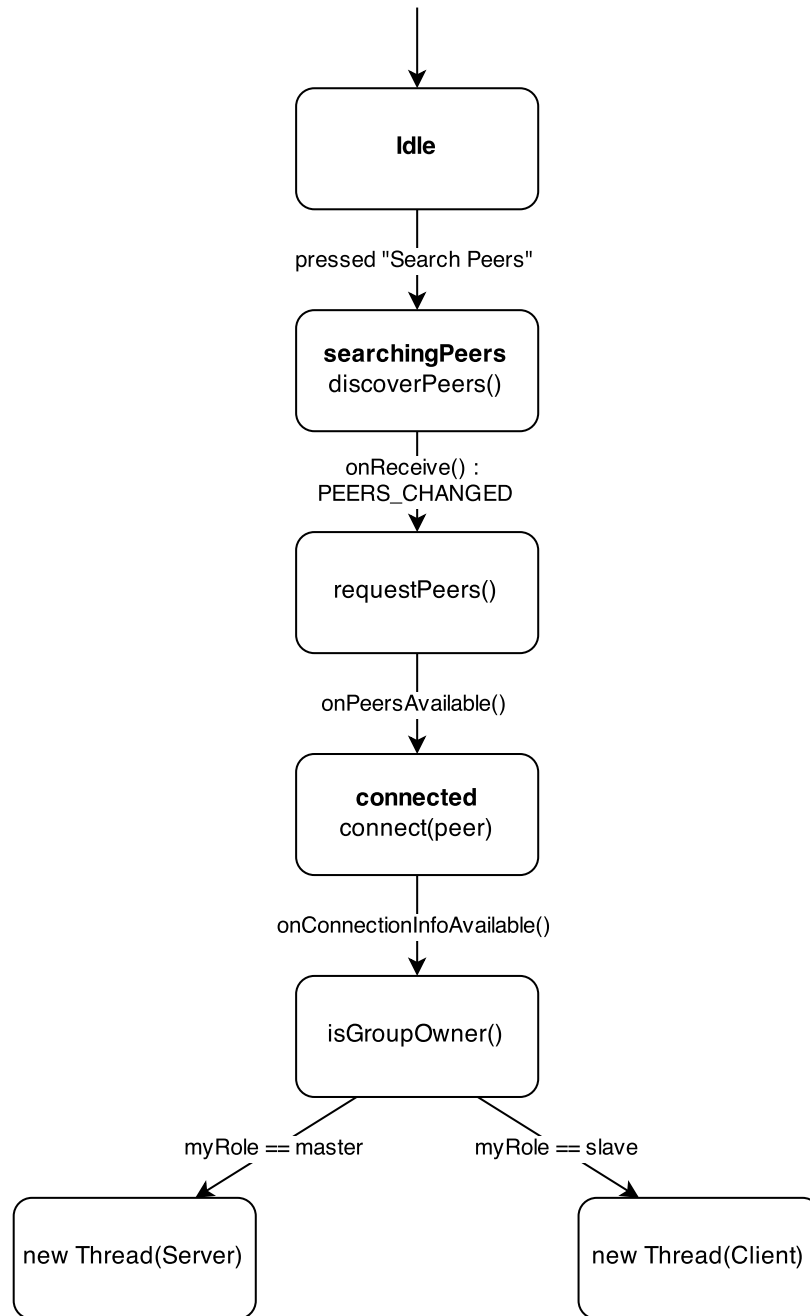 Idle
pressed "Search Peers"
searchingPeers
discoverPeers()
onReceive() :
PEERS_CHANGED
requestPeers()
onPeersAvailable()
connected
connect(peer)
onConnectionInfoAvailable()
isGroupOwner()
myRole == master
myRole == slave
new Thread(Server)
new Thread(Client)